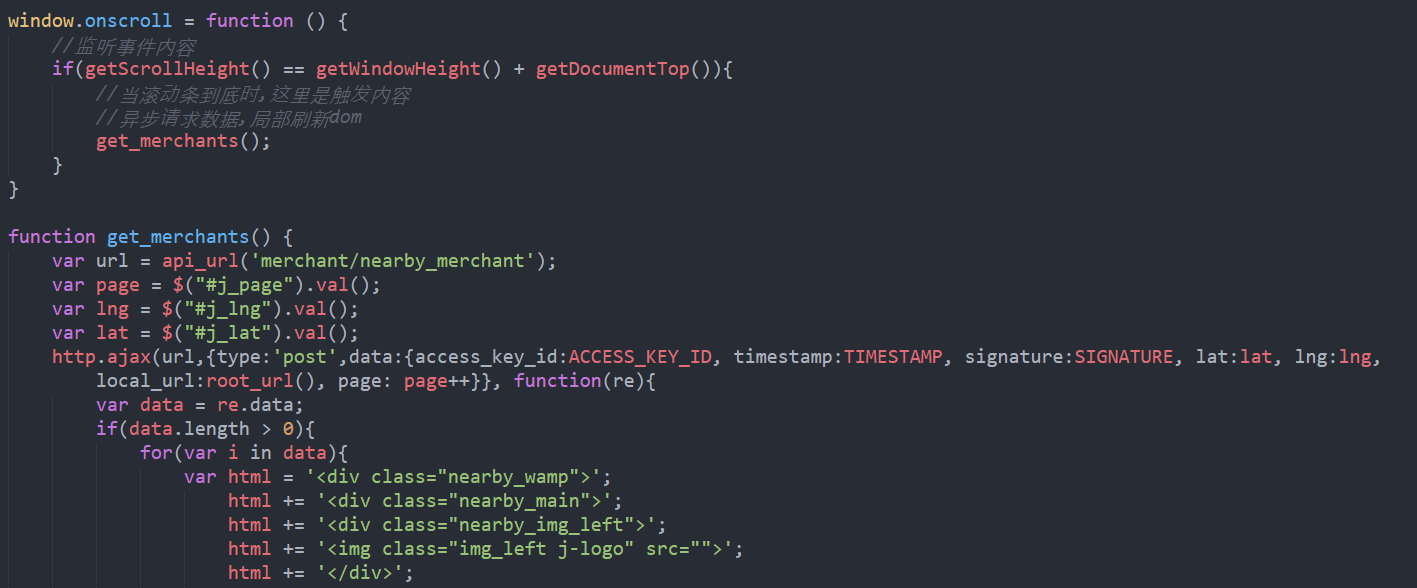 window.onscroll = function () {
//监听事件内容
if(getScrollHeight() == getWindowHeight() + getDocumentTop()){
//当滚动条到底时,这里是触发内容
//异步请求数据,局部刷新dom
get_merchants();
}
}
function get_merchants() {
var url = api_url('merchant/nearby_merchant');
var page = $("#j_page").val();
var lng = $("#j_lng").val();
var lat = $("#j_lat").val();
http.ajax(url,{type:'post',data:{access_key_id:ACCESS_KEY_ID, timestamp:TIMESTAMP, signature:SIGNATURE, lat:lat, lng:lng,
local_url:root_url(), page: page++}}, function(re){
var data = re.data;
if(data.length > 0){
for(var i in data){
var html = '<div class="nearby_wamp">';
html += '<div class="nearby_main">';
html += '<div class="nearby_img_left">';
html += '<img class="img_left j-logo" src="">';
html += '</div>';